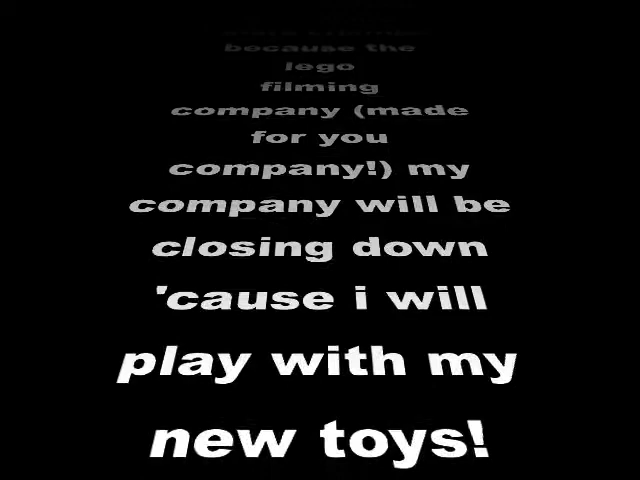 because the
lego
filming
company (made
for you
company!) my
company will be
closing down
'cause i will
play with my
new toys!